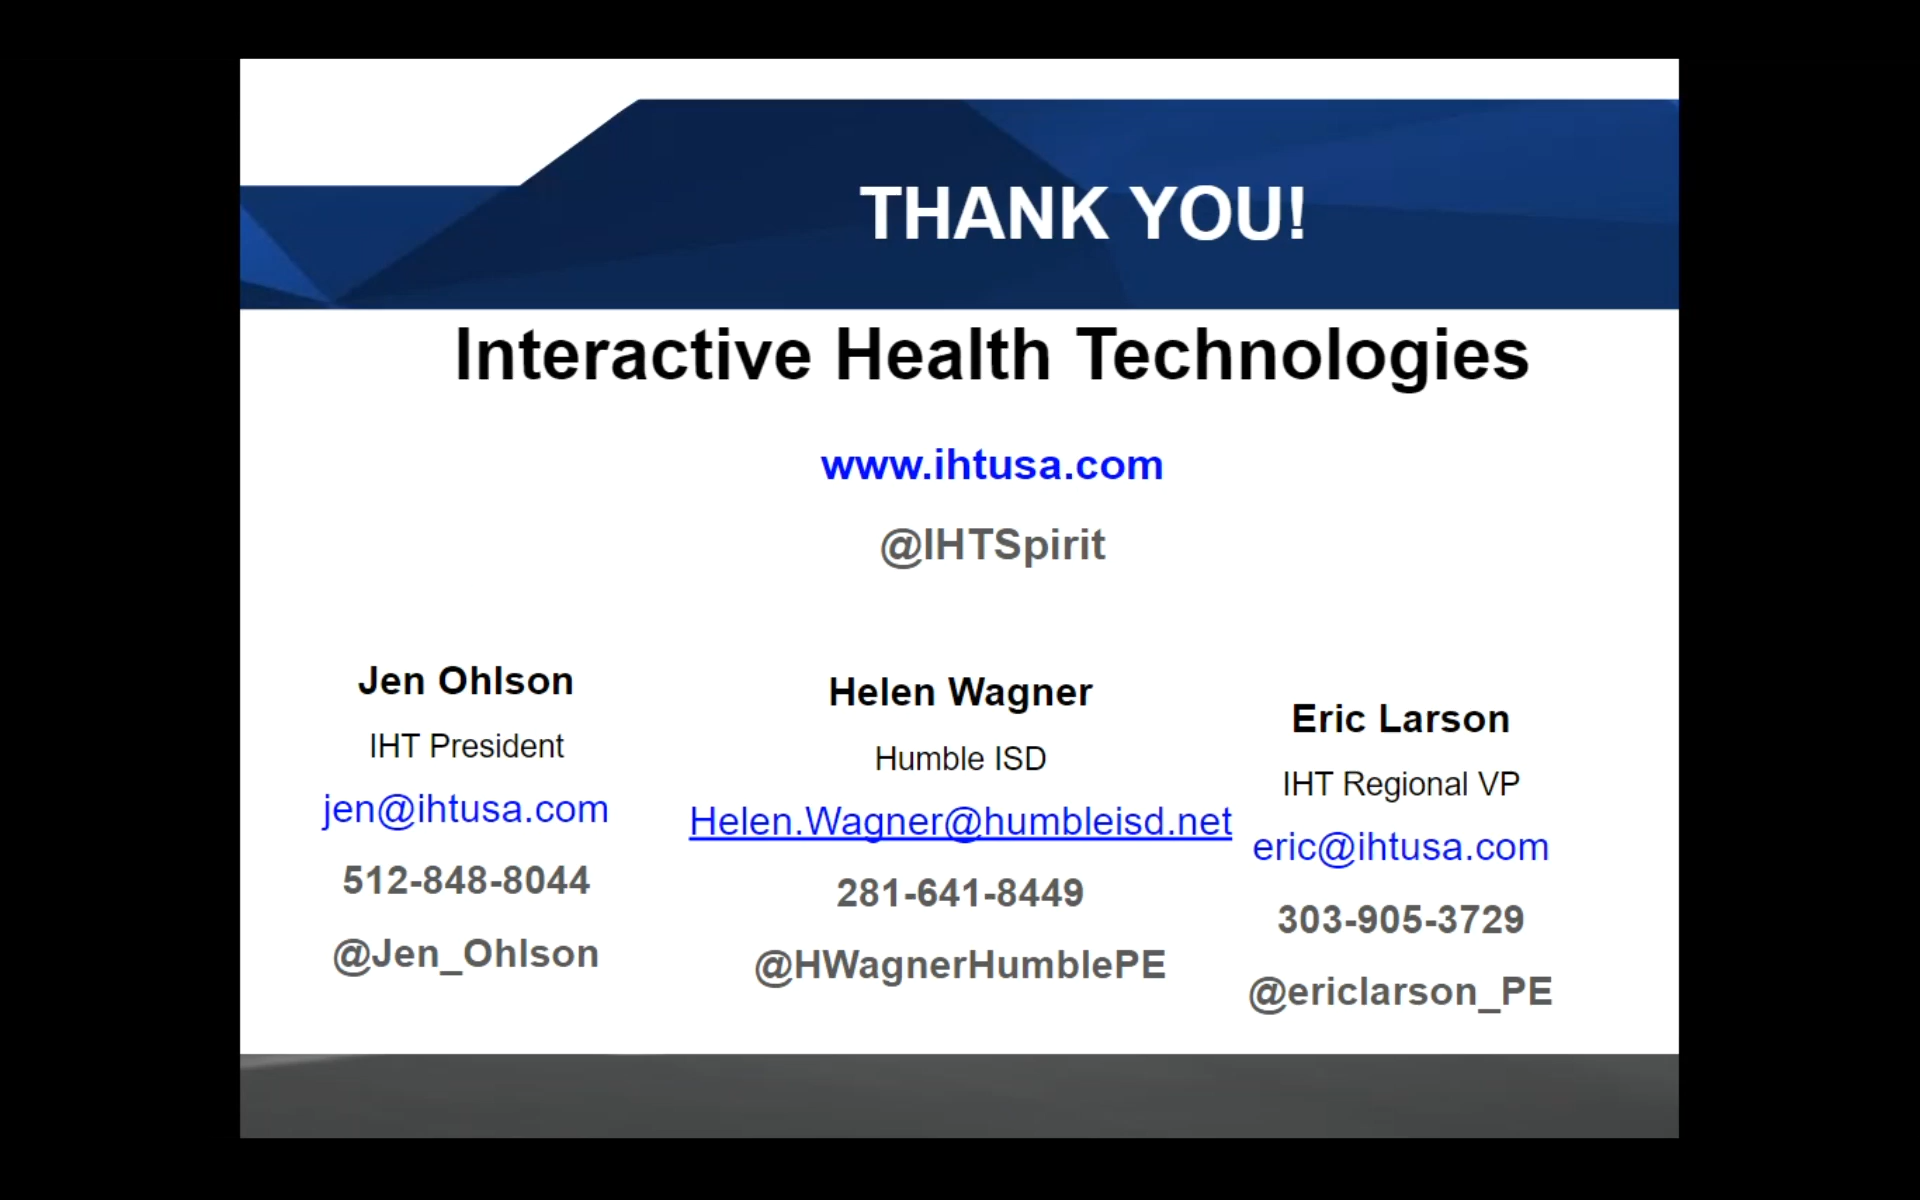 THANK YOU!
Interactive Health Technologies
www.ihtusa.com
@IHTSpirit
Jen Ohlson
IHT President
jen@ihtusa.com
512-848-8044
@Jen_Ohlson
Helen Wagner
Humble ISD
Helen.Wagner@humbleisd.net
281-641-8449
@HWagnerHumblePE
Eric Larson
IHT Regional VP
eric@ihtusa.com
303-905-3729
@ericlarson_PE